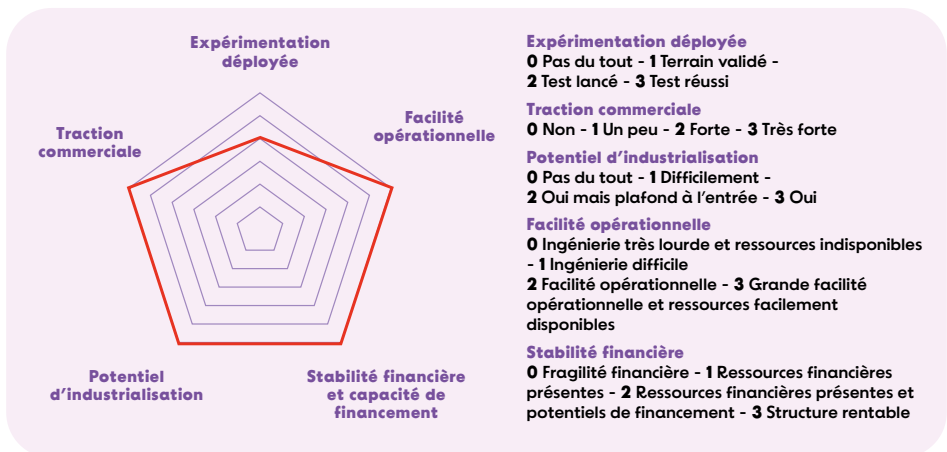 Expérimentation
déployée
Facilité
opérationnelle
Traction
commerciale
Potentiel
d'industrialisation
Stabilité financière
et capacité de
financement
Expérimentation déployée
0 Pas du tout - 1 Terrain validé -
2 Test lancé - 3 Test réussi
Traction commerciale
0 Non - 1 Un peu - 2 Forte - 3 Très forte
Potentiel d'industrialisation
0 Pas du tout - 1 Difficilement -
2 Oui mais plafond à l'entrée - 3 Oui
Facilité opérationnelle
0 Ingénierie très lourde et ressources indisponibles
- 1 Ingénierie difficile
2 Facilité opérationnelle - 3 Grande facilité
opérationnelle et ressources facilement
disponibles
Stabilité financière
0 Fragilité financière - 1 Ressources financières
présentes - 2 Ressources financières présentes et
potentiels de financement - 3 Structure rentable